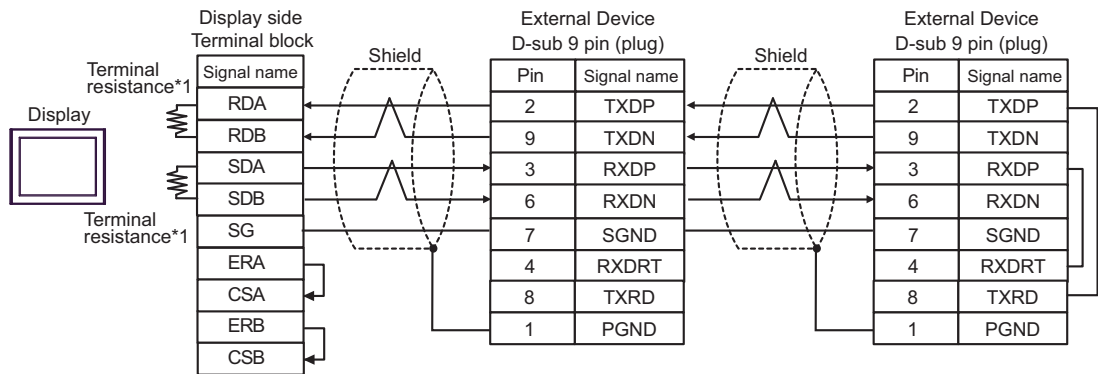 Display side
Terminal block
External Device
D-sub 9 pin (plug)
External Device
D-sub 9 pin (plug)
Shield
Shield
Terminal
resistance*1
Display
Terminal
resistance*1
Signal name
RDA
RDB
SDA
SDB
SG
ERA
CSA
ERB
CSB
Pin Signal name
2 TXDP
9 TXDN
3 RXDP
6 RXDN
7 SGND
4 RXDRT
8 TXRD
1 PGND
Pin Signal name
2 TXDP
9 TXDN
3 RXDP
6 RXDN
7 SGND
4 RXDRT
8 TXRD
1 PGND